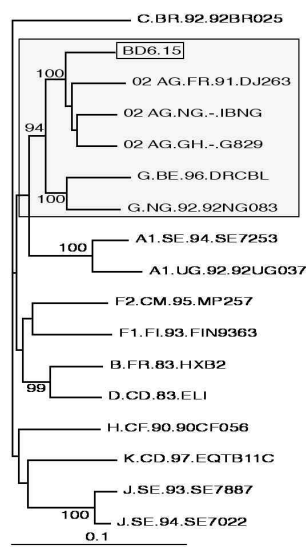 C.BR.92.92BR025
BD6.15
100
02 AG.FR.91.DJ263
02 AG.NG.-.IBNG
94
02 AG.GH.-.G829
G.BE.96.DRCBL
100
G.NG.92.92NG083
A1.SE.94.SE7253
100
A1.UG.92.92UG037
F2.CM.95.MP257
F1.FI.93.FIN9363
B.FR.83.HXB2
99
D.CD.83.ELI
H.CF.90.90CF056
K.CD.97.EQTB11C
J.SE.93.SE7887
100
J.SE.94.SE7022
0.1